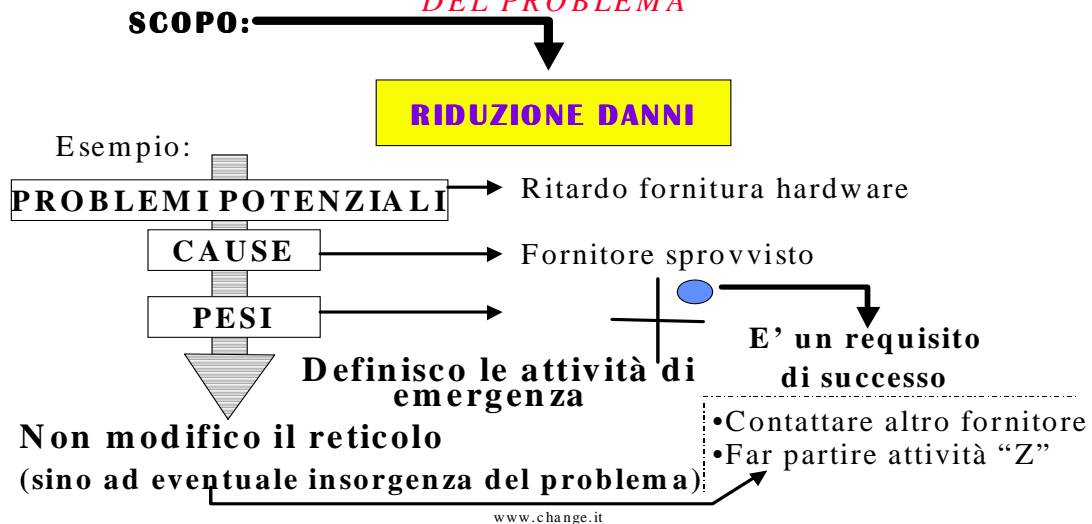 DEL PROBLEMA
SCOPO:
RIDUZIONE DANNI
Esempio:
PROBLEMI POTENZIALI
Ritardo fornitura hardware
CAUSE
Fornitore sprovvisto
PESI
E’ un requisito
di successo
Definisco le attività di
emergenza
•Contattare altro fornitore
•Far partire attività “Z”
Non modifico il reticolo
(sino ad eventuale insorgenza del problema)
www.change.it